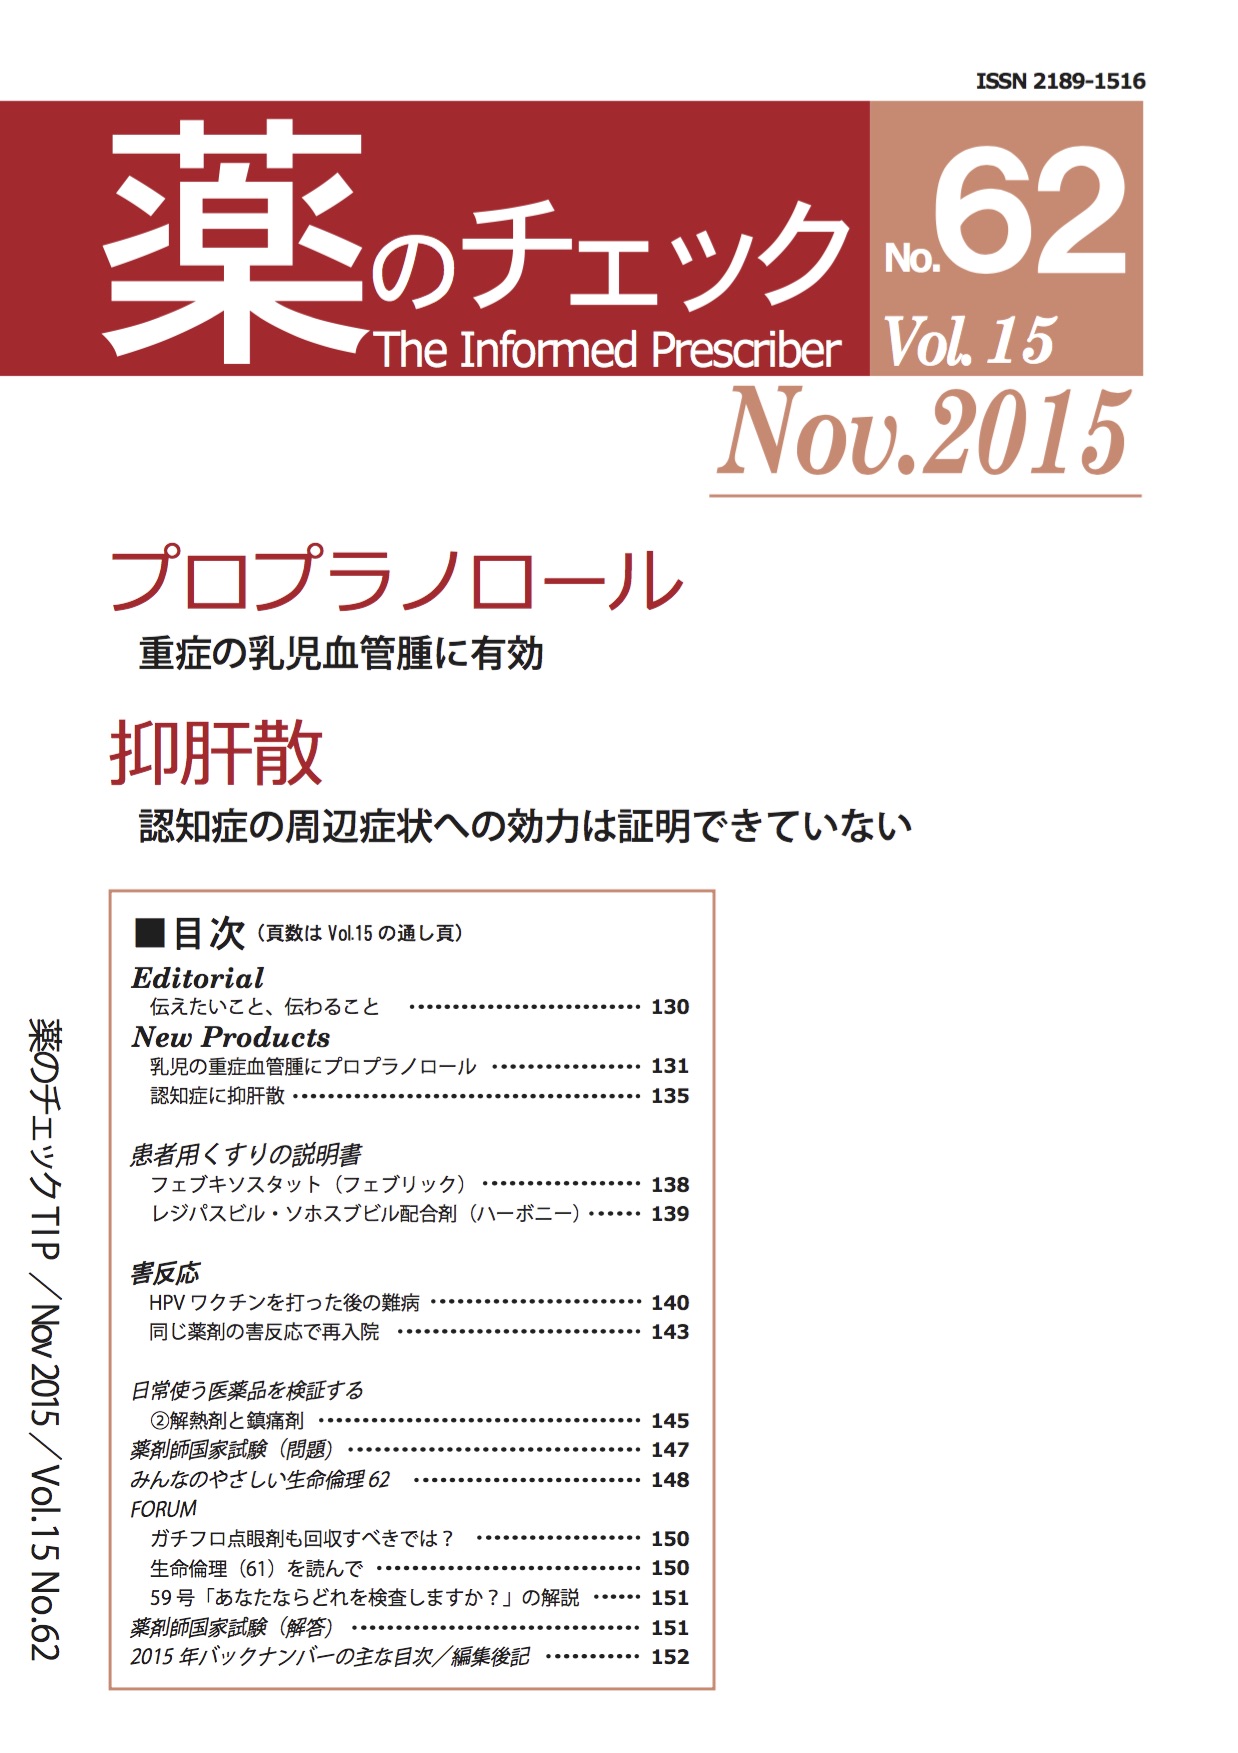 ISSN 2189-1516
薬のチェック
The Informed Prescriber
No.62
Vol. 15
Nov.2015
プロプラノロール
重症の乳児血管腫に有効
抑肝散
認知症の周辺症状への効力は証明できていない
■目次（頁数は Vol.15 の通し頁）
Editorial
伝えたいこと、伝わること ………………………… 130
New Products
乳児の重症血管腫にプロプラノロール ……………… 131
認知症に抑肝散 ………………………………… 135
患者用くすりの説明書
フェブキソスタット（フェブリック） ……………… 138
レジパスビル・ソホスブビル配合剤（ハーボニー） …… 139
害反応
HPV ワクチンを打った後の難病 …………………… 140
同じ薬剤の害反応で再入院 ………………………… 143
日常使う医薬品を検証する
②解熱剤と鎮痛剤 ………………………………… 145
薬剤師国家試験（問題） …………………………… 147
みんなのやさしい生命倫理 62 ……………………… 148
FORUM
ガチフロ点眼剤も回収すべきでは？ ……………… 150
生命倫理（61）を読んで ………………………… 150
59 号「あなたならどれを検査しますか？」の解説 …… 151
薬剤師国家試験（解答） …………………………… 151
2015 年バックナンバーの主な目次／編集後記 ………… 152
薬のチェック TIP ／Nov 2015 ／Vol.15 No.62